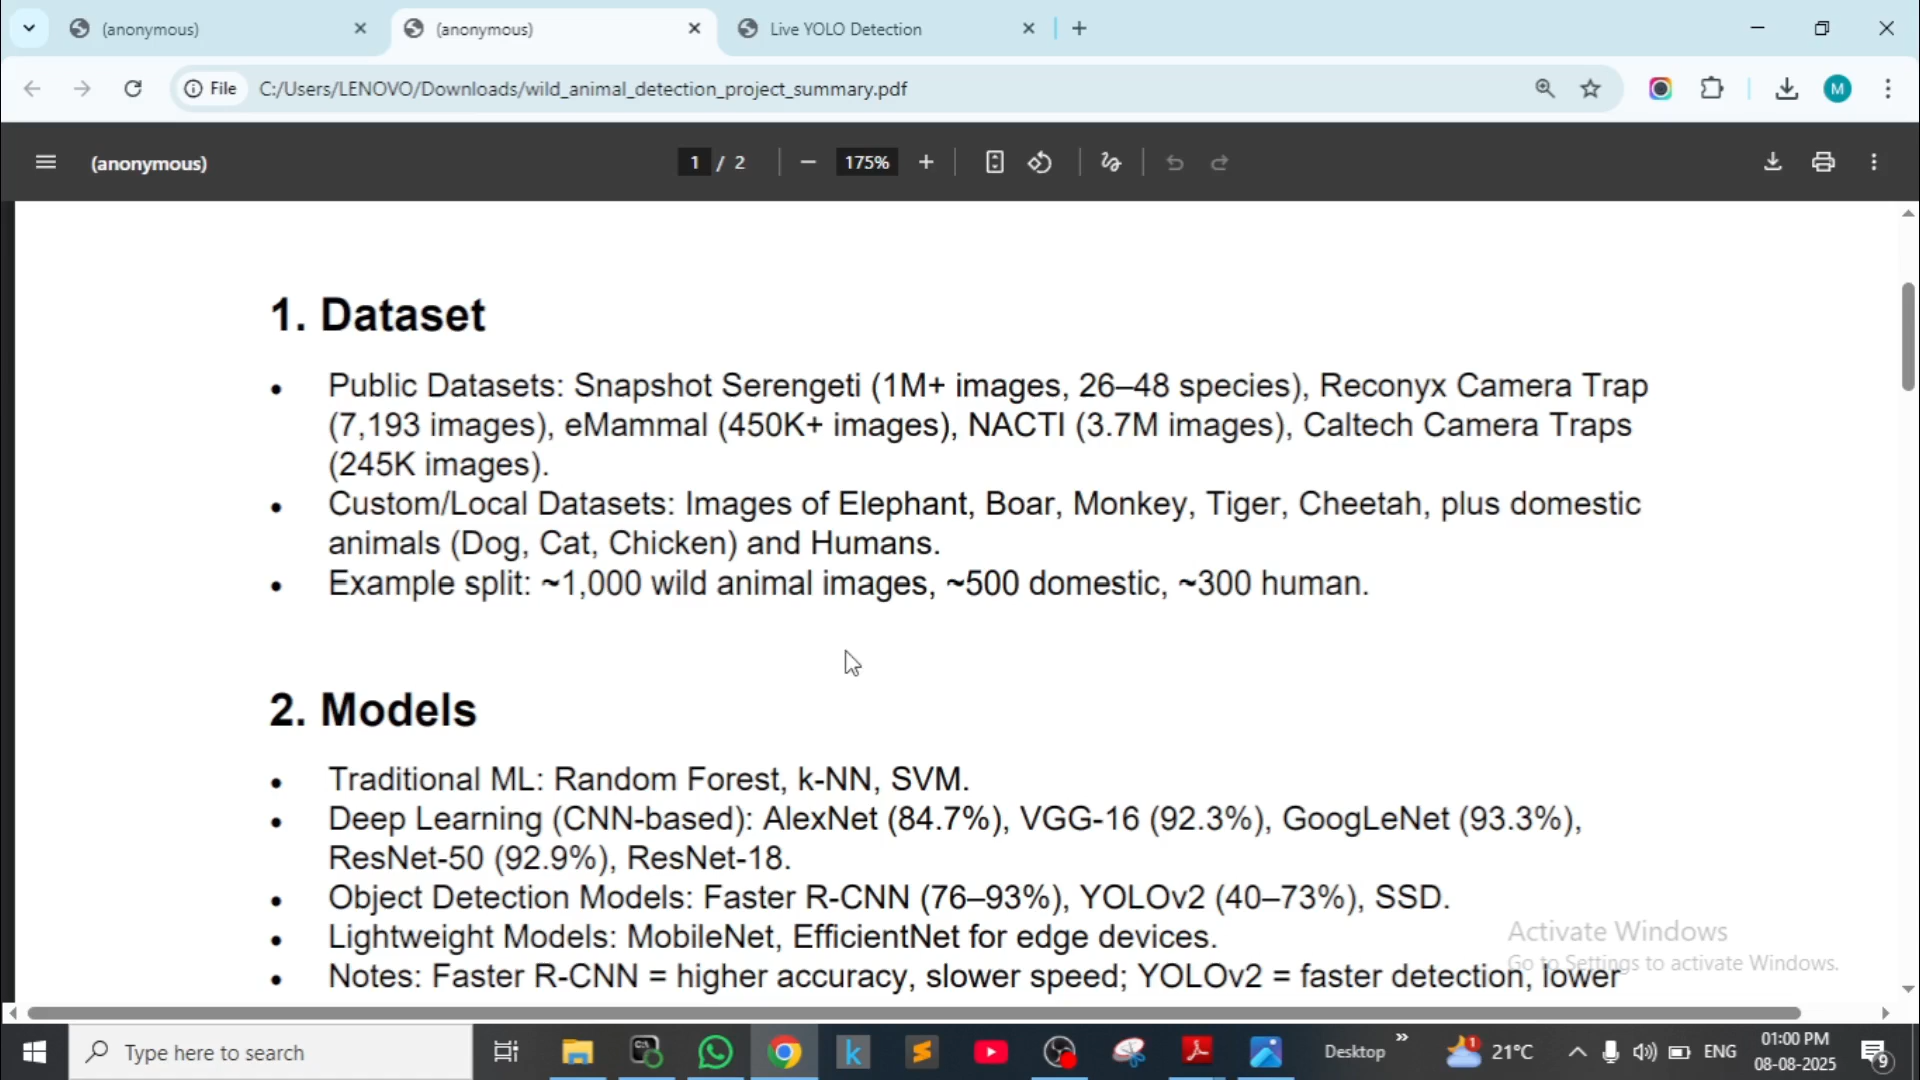 (anonymous)
(anonymous)
Live YOLO Detection
File
C:/Users/LENOVO/Downloads/wild_animal_detection_project_summary.pdf
M
(anonymous)
1 / 2
175%
1. Dataset
• Public Datasets: Snapshot Serengeti (1M+ images, 26–48 species), Reconyx Camera Trap
(7,193 images), eMammal (450K+ images), NACTI (3.7M images), Caltech Camera Traps
(245K images).
• Custom/Local Datasets: Images of Elephant, Boar, Monkey, Tiger, Cheetah, plus domestic
animals (Dog, Cat, Chicken) and Humans.
• Example split: ~1,000 wild animal images, ~500 domestic, ~300 human.
2. Models
• Traditional ML: Random Forest, k-NN, SVM.
• Deep Learning (CNN-based): AlexNet (84.7%), VGG-16 (92.3%), GoogLeNet (93.3%),
ResNet-50 (92.9%), ResNet-18.
• Object Detection Models: Faster R-CNN (76–93%), YOLOv2 (40–73%), SSD.
• Lightweight Models: MobileNet, EfficientNet for edge devices.
• Notes: Faster R-CNN = higher accuracy, slower speed; YOLOv2 = faster detection, lower
Activate Windows
Go to Settings to activate Windows.
Type here to search
k
Desktop
1
21°C
ENG
01:00 PM
08-08-2025
9